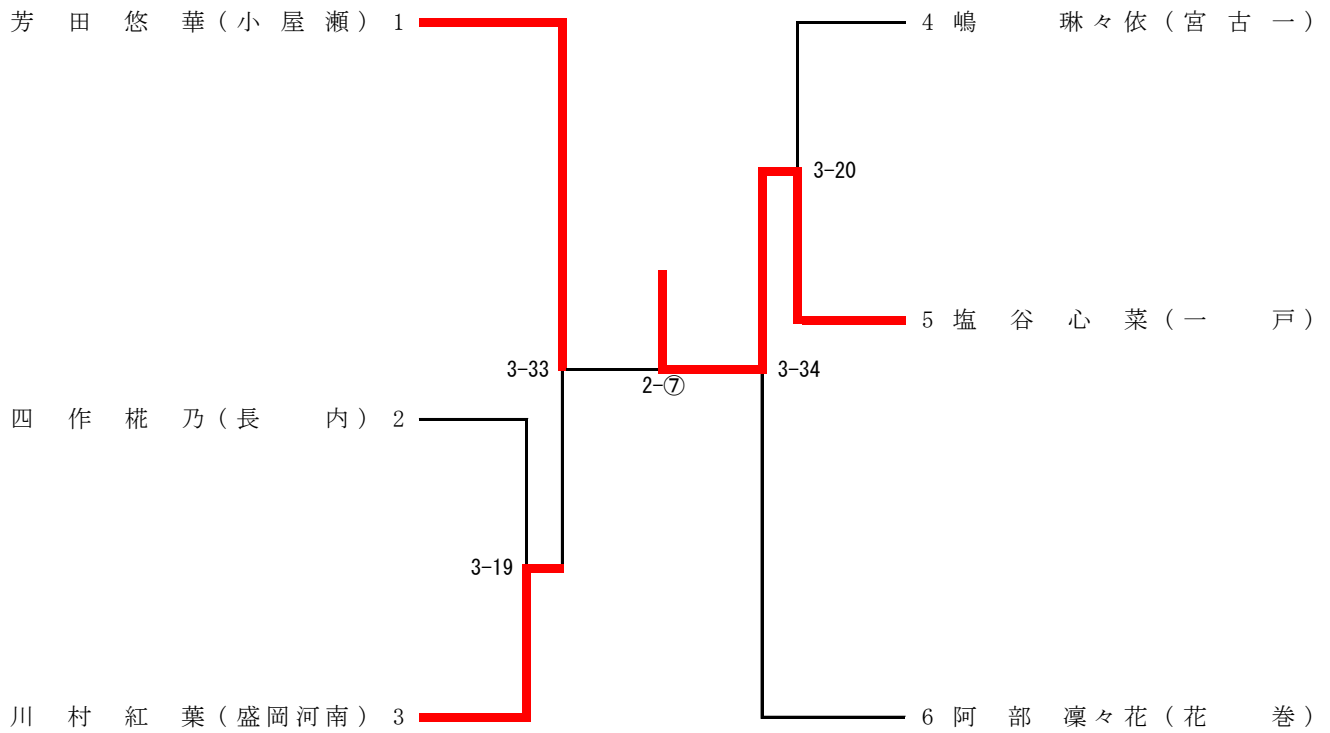 芳田悠華(小屋瀬) 1
4 嶋琳々依(宮古一)
3-20
5 塩谷心菜(一戸)
3-33
3-34
2-⑦
四作椛乃(長内) 2
3-19
川村紅葉(盛岡河南) 3
6 阿部凜々花(花巻)